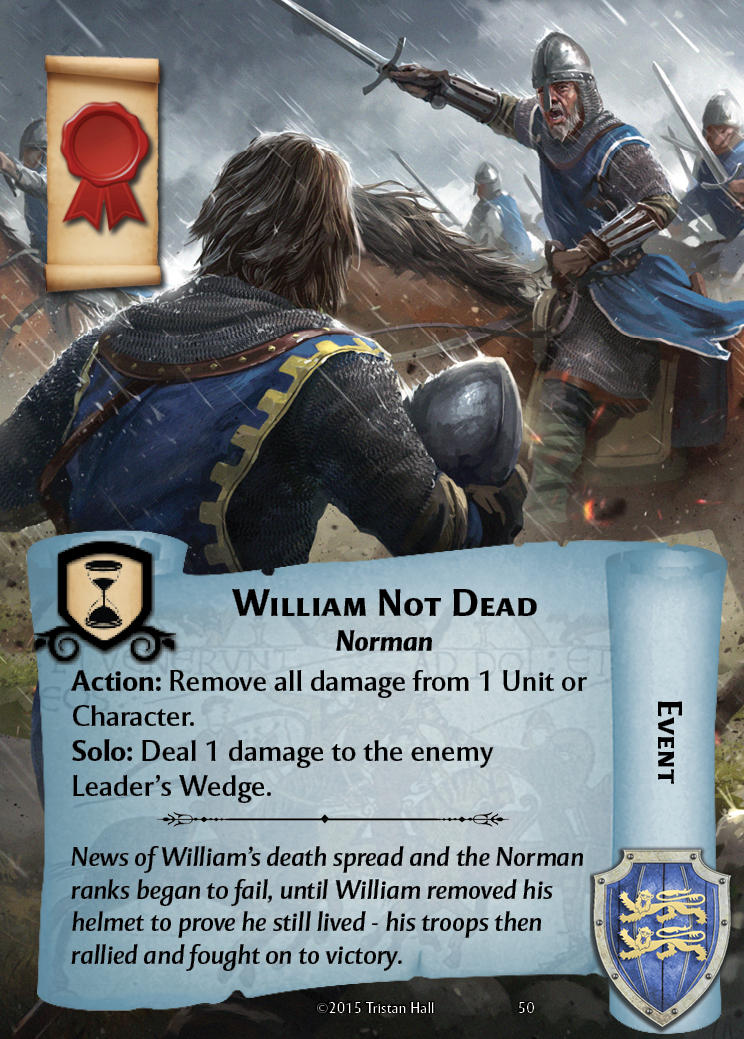 William Not Dead
Norman
Action: Remove all damage from 1 Unit or
Character.
Solo: Deal 1 damage to the enemy
Leader's Wedge.
News of William's death spread and the Norman
ranks began to fail, until William removed his
helmet to prove he still lived - his troops then
rallied and fought on to victory.
Event
©2015 Tristan Hall
50